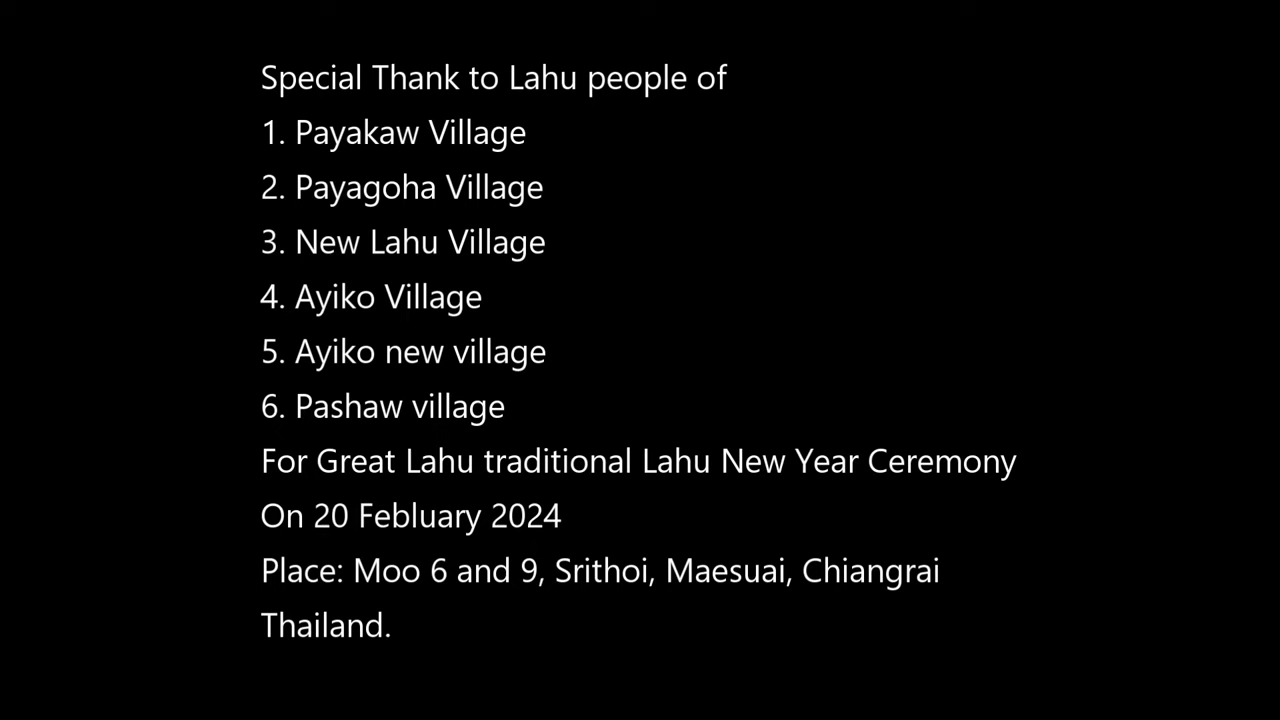 Special Thank to Lahu people of
1. Payakaw Village
2. Payagoha Village
3. New Lahu Village
4. Ayiko Village
5. Ayiko new village
6. Pashaw village
For Great Lahu traditional Lahu New Year Ceremony
On 20 Febluary 2024
Place: Moo 6 and 9, Srithoi, Maesuai, Chiangrai
Thailand.